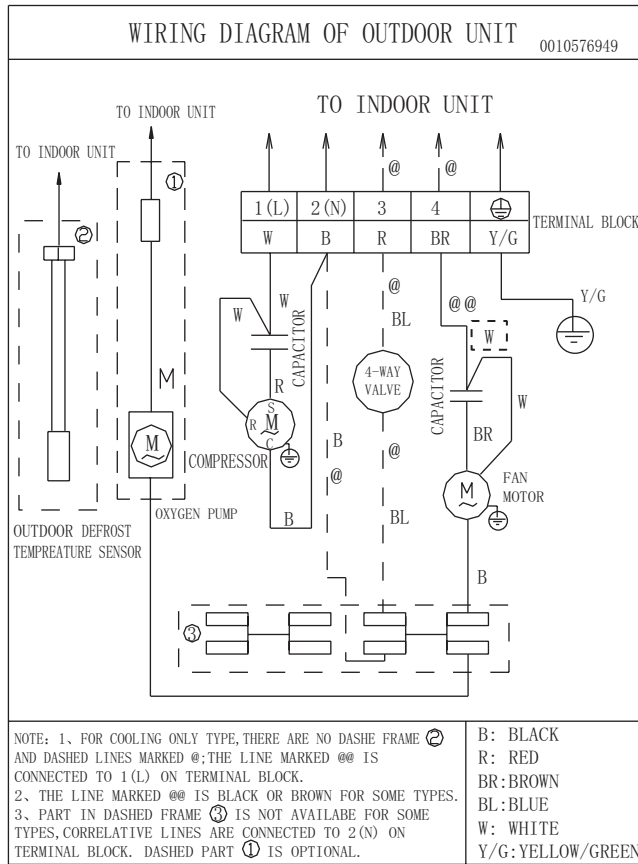 WIRING DIAGRAM OF OUTDOOR UNIT 0010576949
TO INDOOR UNIT
TO INDOOR UNIT
TO INDOOR UNIT
①
②
@ @
1(L) 2(N) 3 4
W B R BR Y/G
TERMINAL BLOCK
Y/G
@ @@
W W
CAPACITOR
BL
W
4-WAY
VALVE
CAPACITOR
W
M
R
S
R M
C
COMPRESSOR
B
@
@
BR
M
FAN
MOTOR
M
OXYGEN PUMP
B
BL
OUTDOOR DEFROST
TEMPREATURE SENSOR
B
③
NOTE: 1、FOR COOLING ONLY TYPE,THERE ARE NO DASHE FRAME ②
AND DASHED LINES MARKED @;THE LINE MARKED @@ IS
CONNECTED TO 1(L) ON TERMINAL BLOCK.
2、THE LINE MARKED @@ IS BLACK OR BROWN FOR SOME TYPES.
3、PART IN DASHED FRAME ③ IS NOT AVAILABE FOR SOME
TYPES,CORRELATIVE LINES ARE CONNECTED TO 2(N) ON
TERMINAL BLOCK. DASHED PART ① IS OPTIONAL.
B: BLACK
R: RED
BR:BROWN
BL:BLUE
W: WHITE
Y/G:YELLOW/GREEN